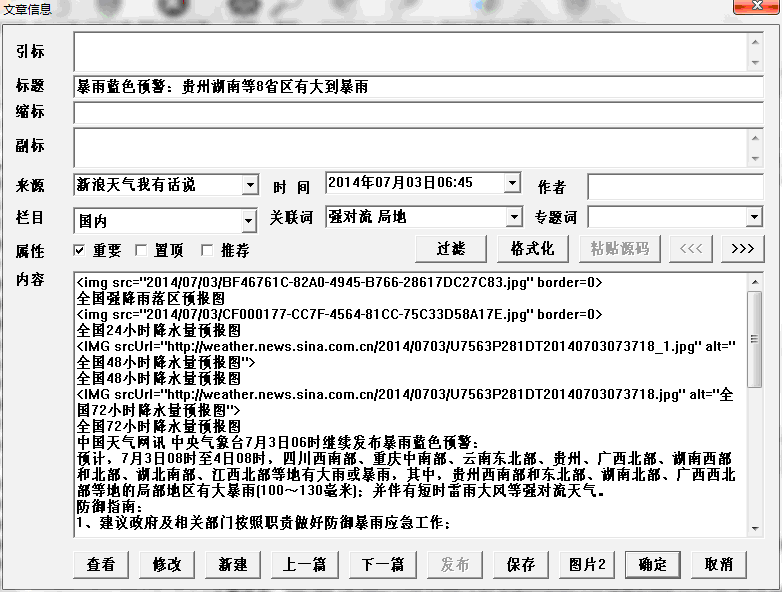 文章信息
引标
标题 暴雨蓝色预警：贵州湖南等8省区有大到暴雨
缩标
副标
来源 新浪天气我有话说 时 间 2014年07月03日06:45 作者
栏目 国内 关联词 强对流 局地 专题词
属性 重要 置顶 推荐 过滤 格式化 粘贴源码 <<< >>>
内容
<img src="2014/07/03/BF46761C-82A0-4945-B766-28617DC27C83.jpg" border=0>
全国强降雨落区预报图
<img src="2014/07/03/CF000177-CC7F-4564-81CC-75C33D58A17E.jpg" border=0>
全国24小时降水量预报图
<IMG srcUrl="http://weather.news.sina.com.cn/2014/0703/U7563P281DT20140703073718_1.jpg" alt="
全国48小时降水量预报图">
全国48小时降水量预报图
<IMG srcUrl="http://weather.news.sina.com.cn/2014/0703/U7563P281DT20140703073718.jpg" alt="全
国72小时降水量预报图">
全国72小时降水量预报图
中国天气网讯 中央气象台7月3日06时继续发布暴雨蓝色预警：
预计，7月3日08时至4日08时，四川西南部、重庆中南部、云南东北部、贵州、广西北部、湖南西部
和北部、湖北南部、江西北部等地有大雨或暴雨，其中，贵州西南部和东北部、湖南北部、广西西北
部等地的局部地区有大暴雨(100～130毫米)；并伴有短时雷雨大风等强对流天气。
防御指南：
1、建议政府及相关部门按照职责做好防御暴雨应急工作；
查看 修改 新建 上一篇 下一篇 发布 保存 图片2 确定 取消